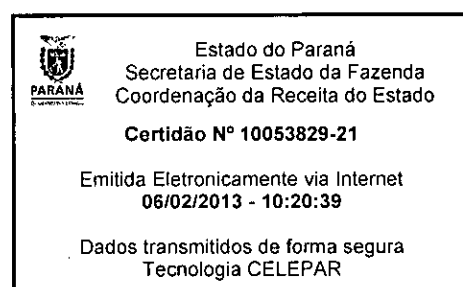 Estado do Paraná
Secretaria de Estado da Fazenda
PARANÁ
Coordenação da Receita do Estado
Certidão Nº 10053829-21
Emitida Eletronicamente via Internet
06/02/2013 - 10:20:39
Dados transmitidos de forma segura
Tecnologia CELEPAR